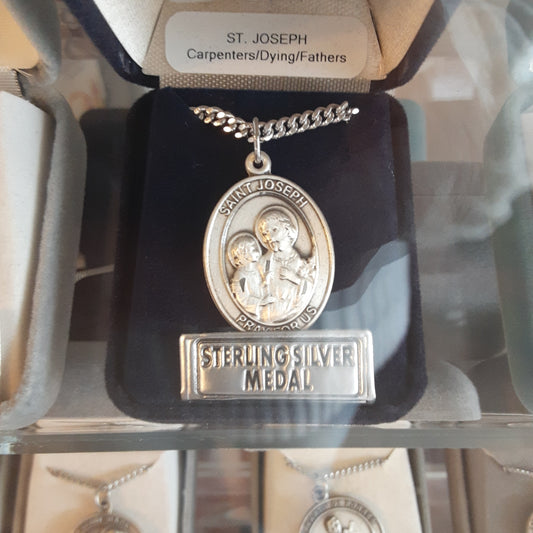 ST. JOSEPH
Carpenters/Dying/Fathers
SAINT JOSEPH
PRAY FOR US
STERLING SILVER
MEDAL